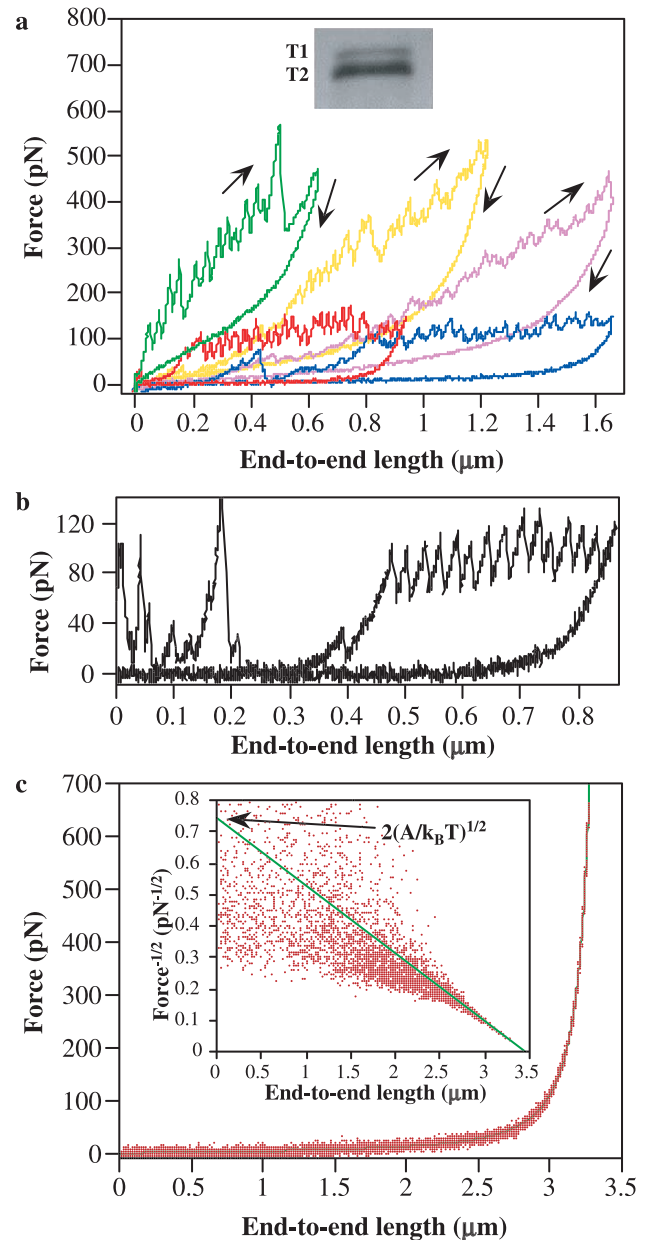 a
800
700
600
500
400
300
200
100
0
Force (pN)
T1
T2
0 0.2 0.4 0.6 0.8 1 1.2 1.4 1.6
End-to-end length (μm)
b
120
80
40
0
Force (pN)
0 0.1 0.2 0.3 0.4 0.5 0.6 0.7 0.8
End-to-end length (μm)
c
700
600
500
400
300
200
100
0
Force (pN)
0.8
0.7
0.6
0.5
0.4
0.3
0.2
0.1
0
Force⁻¹/² (pN⁻¹/²)
2(A/k_BT)¹/²
0 0.5 1 1.5 2 2.5 3 3.5
End-to-end length (μm)
0 0.5 1 1.5 2 2.5 3 3.5
End-to-end length (μm)